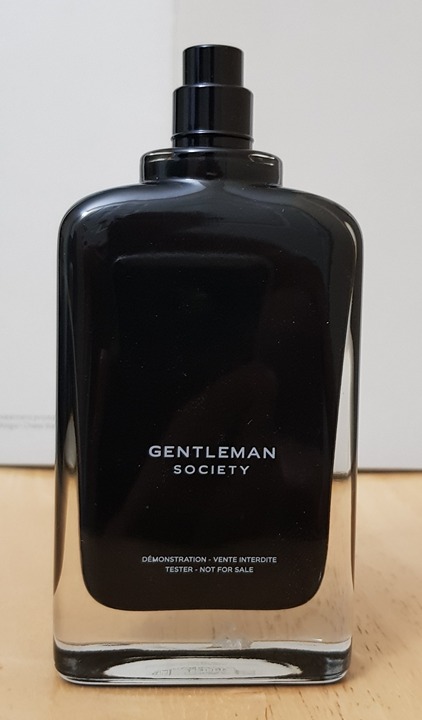 GENTLEMAN
SOCIETY
DÉMONSTRATION - VENTE INTERDITE
TESTER - NOT FOR SALE